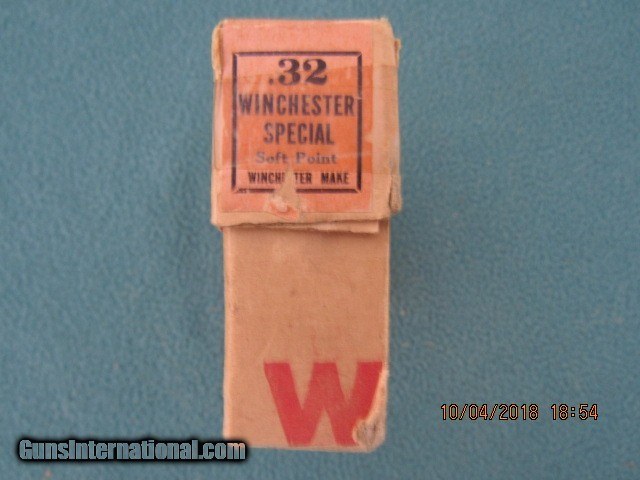 .32
WINCHESTER
SPECIAL
Soft Point
WINCHESTER MAKE
W
10/04/2018 18:54
GunsInternational.com